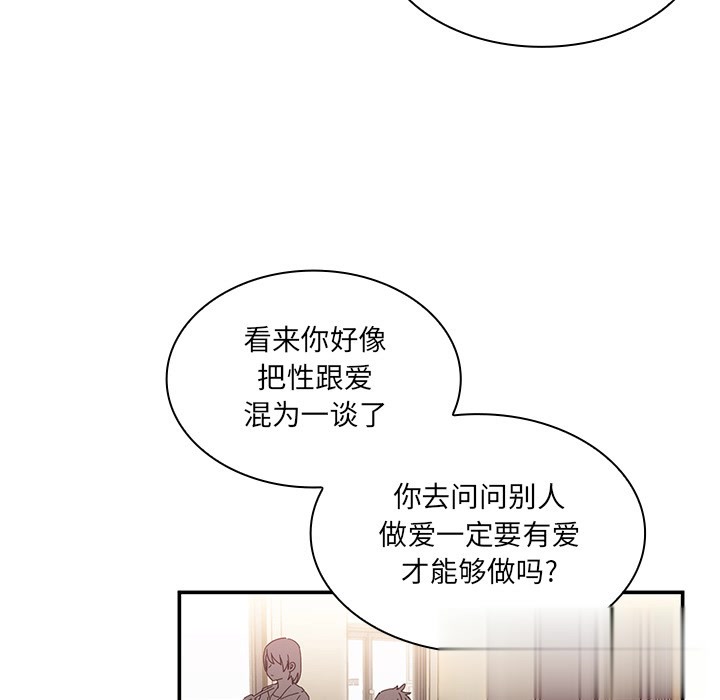 看来你好像
把性跟爱
混为一谈了
你去问问别人
做爱一定要有爱
才能够做吗?